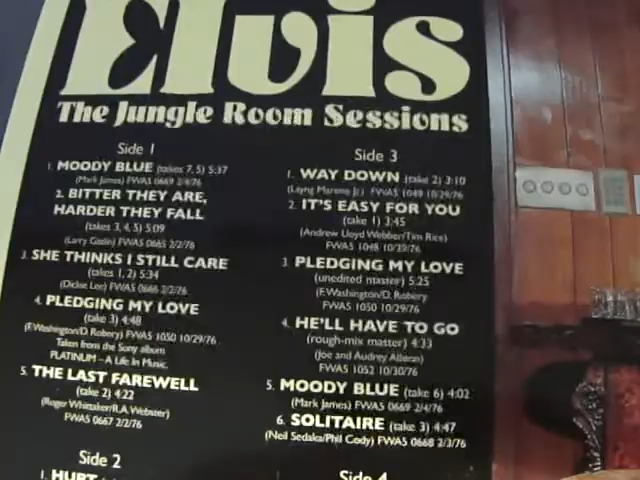 Elvis
The Jungle Room Sessions
Side 1
1. MOODY BLUE (takes 7, 5) 5:37
(Mark James) FWA5 0669 2/4/76
2. BITTER THEY ARE,
HARDER THEY FALL
(takes 3, 4, 5) 5:09
(Larry Gatlin) FWA5 0665 2/2/76
3. SHE THINKS I STILL CARE
(takes 1, 2) 5:34
(Dickie Lee) FWA5 0666 2/2/76
4. PLEDGING MY LOVE
(take 3) 4:48
(F.Washington/D. Robery) FWA5 1050 10/29/76
Taken from the Sony album
PLATINUM – A Life In Music.
5. THE LAST FAREWELL
(take 2) 4:22
(Roger Whittaker/R.A. Webster)
FWA5 0667 2/2/76
Side 2
1. HURT
Side 3
1. WAY DOWN (take 2) 3:10
(Layng Martine Jr.) FWA5 1049 10/29/76
2. IT'S EASY FOR YOU
(take 1) 3:45
(Andrew Lloyd Webber/Tim Rice)
FWA5 1048 10/29/76
3. PLEDGING MY LOVE
(unedited master) 5:25
(F.Washington/D. Robery)
FWA5 1050 10/29/76
4. HE'LL HAVE TO GO
(rough-mix master) 4:33
(Joe and Audrey Allison)
FWA5 1052 10/30/76
5. MOODY BLUE (take 6) 4:02
(Mark James) FWA5 0669 2/4/76
6. SOLITAIRE (take 3) 4:47
(Neil Sedaka/Phil Cody) FWA5 0668 2/3/76
Side 4